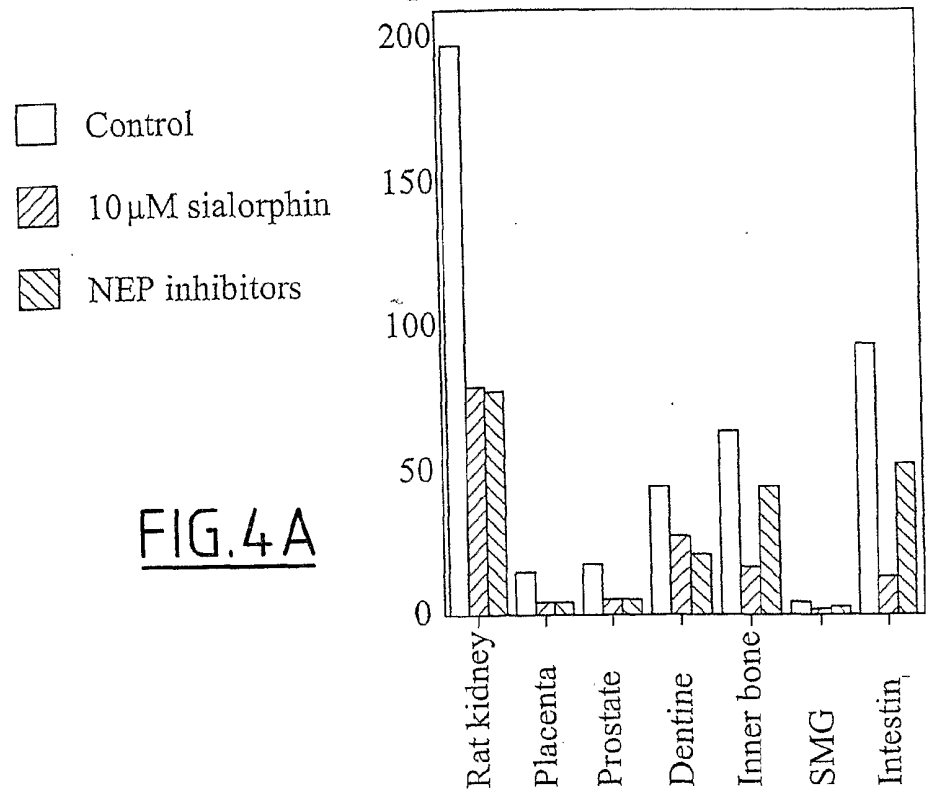 Control
10 μM sialorphin
NEP inhibitors
FIG.4A
200
150
100
50
0
Rat kidney
Placenta
Prostate
Dentine
Inner bone
SMG
Intestin